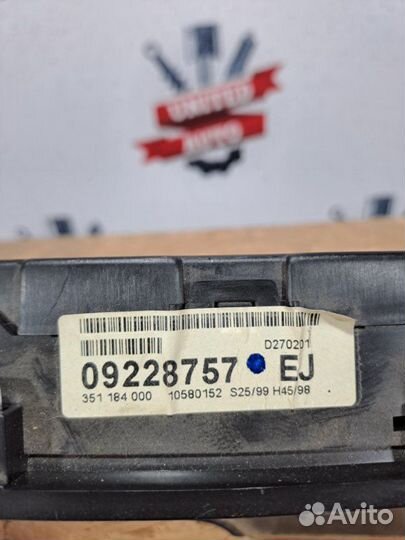 UNITED
AUTO
D270201
09228757 EJ
351 184 000 10580152 S25/99 H45/98
Avito